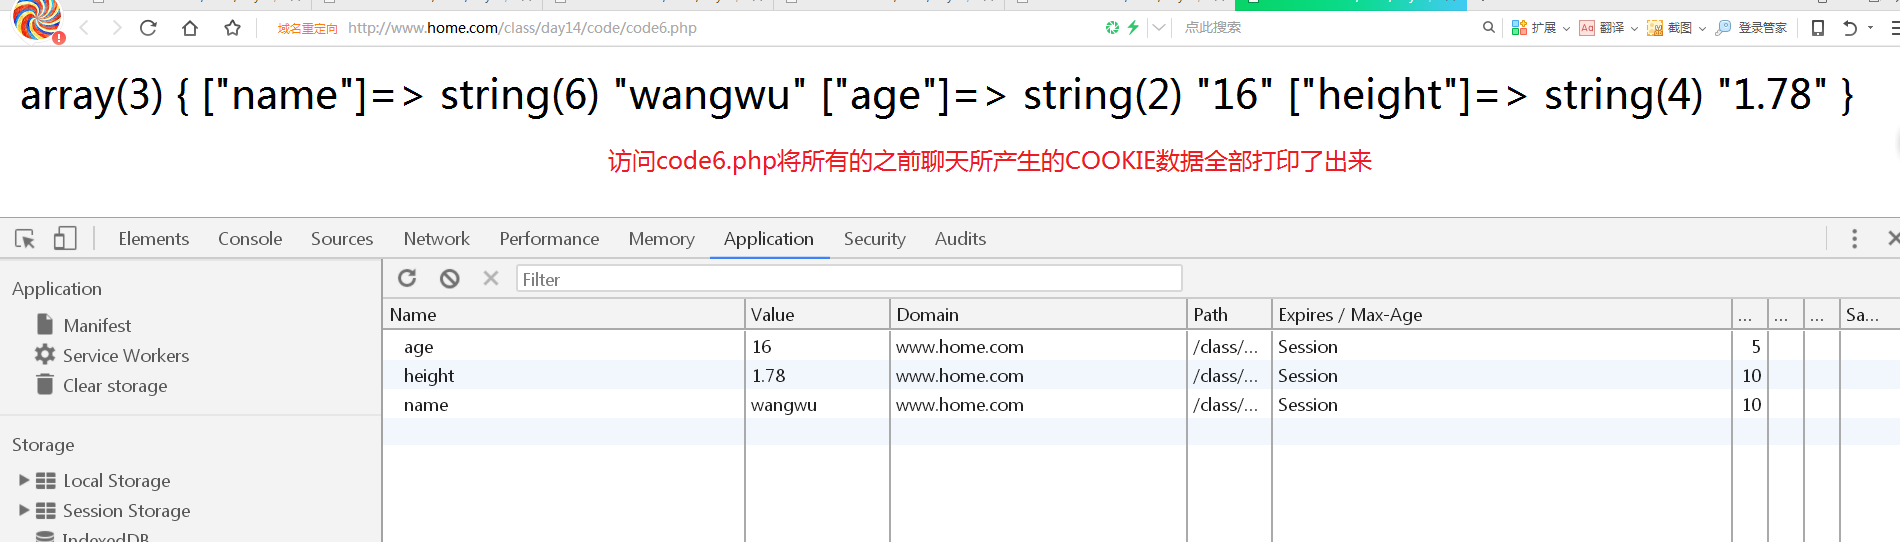 域名重定向 http://www.home.com/class/day14/code/code6.php 点此搜索 扩展 Aa 翻译 截图 登录管家
array(3) { ["name"]=> string(6) "wangwu" ["age"]=> string(2) "16" ["height"]=> string(4) "1.78" }
访问code6.php将所有的之前聊天所产生的COOKIE数据全部打印了出来
Elements Console Sources Network Performance Memory Application Security Audits
Filter
Application
Manifest
Service Workers
Clear storage
Storage
Local Storage
Session Storage
IndexedDB
Name Value Domain Path Expires / Max-Age ... ... ... Sa...
age 16 www.home.com /class/... Session 5
height 1.78 www.home.com /class/... Session 10
name wangwu www.home.com /class/... Session 10